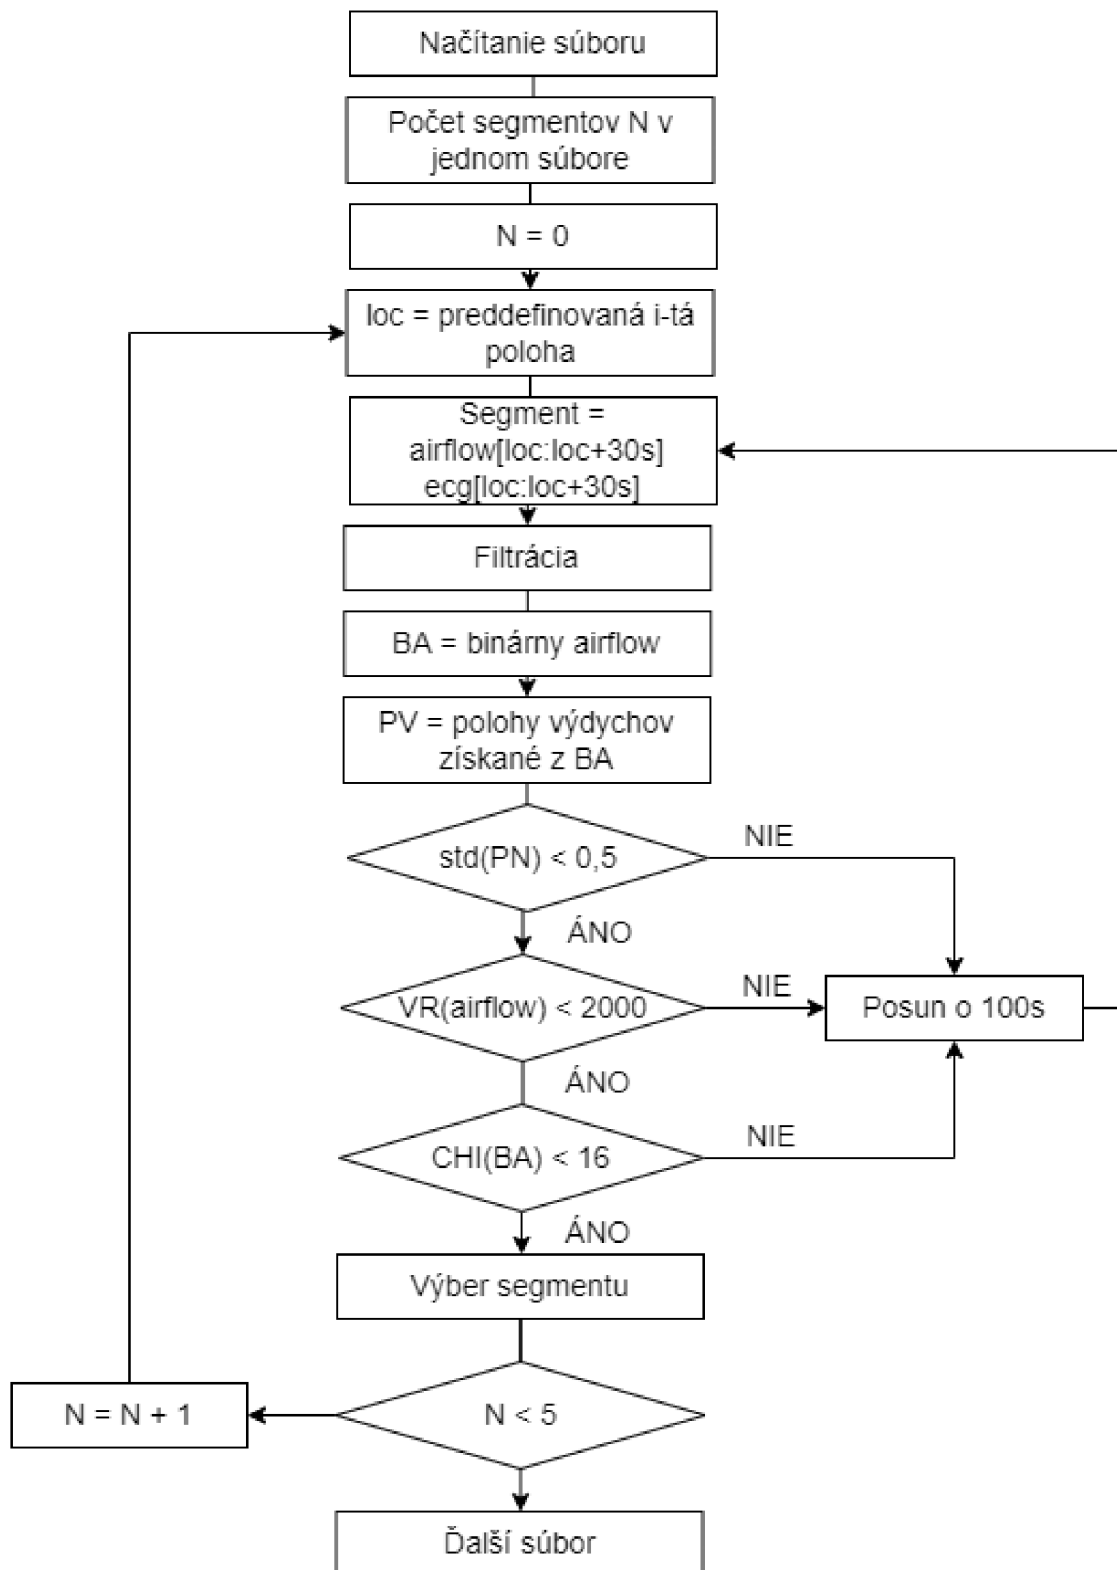 Načítanie súboru
Počet segmentov N v
jednom súbore
N = 0
loc = preddefinovaná i-tá
poloha
Segment =
airflow[loc:loc+30s]
ecg[loc:loc+30s]
Filtrácia
BA = binárny airflow
PV = polohy výdychov
získané z BA
std(PN) < 0,5
NIE
ÁNO
VR(airflow) < 2000
NIE
Posun o 100s
ÁNO
CHI(BA) < 16
NIE
ÁNO
Výber segmentu
N = N + 1
N < 5
Ďalší súbor